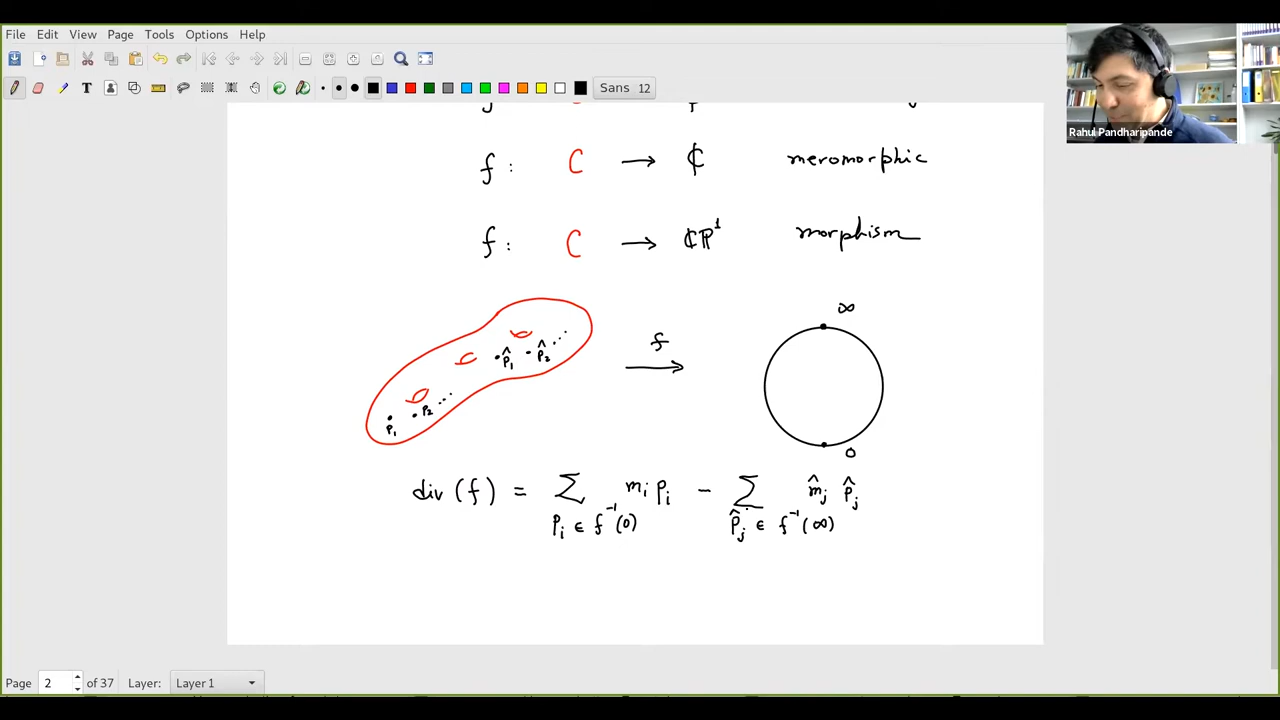 File Edit View Page Tools Options Help
T Sans 12
Rahul Pandharipande
f : C → ℂ meromorphic
f : C → ℂℙ¹ morphism
∞
f
p̂₁ p̂₂ ...
p₁ p₂ ...
0
div (f) = Σ mᵢ pᵢ − Σ m̂ⱼ p̂ⱼ
pᵢ ∈ f⁻¹(0) p̂ⱼ ∈ f⁻¹(∞)
Page 2 of 37 Layer: Layer 1